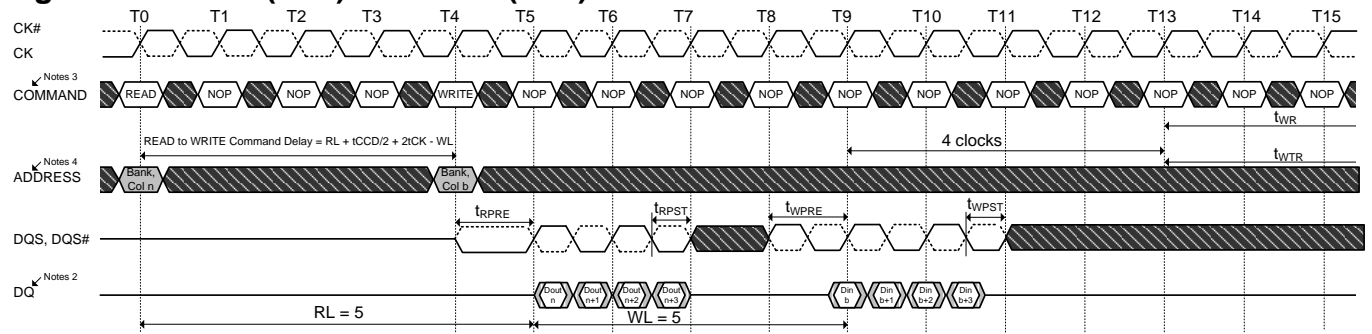 T0 T1 T2 T3 T4 T5 T6 T7 T8 T9 T10 T11 T12 T13 T14 T15
CK#
CK
Notes 3
COMMAND READ NOP NOP NOP WRITE NOP NOP NOP NOP NOP NOP NOP NOP NOP NOP NOP
tWR
READ to WRITE Command Delay = RL + tCCD/2 + 2tCK - WL
4 clocks
tWTR
Notes 4
ADDRESS
Bank, Col n
Bank, Col b
tRPRE tRPST tWPRE tWPST
DQS, DQS#
Notes 2
DQ
Dout n
Dout n+1
Dout n+2
Dout n+3
Din b
Din b+1
Din b+2
Din b+3
RL = 5
WL = 5